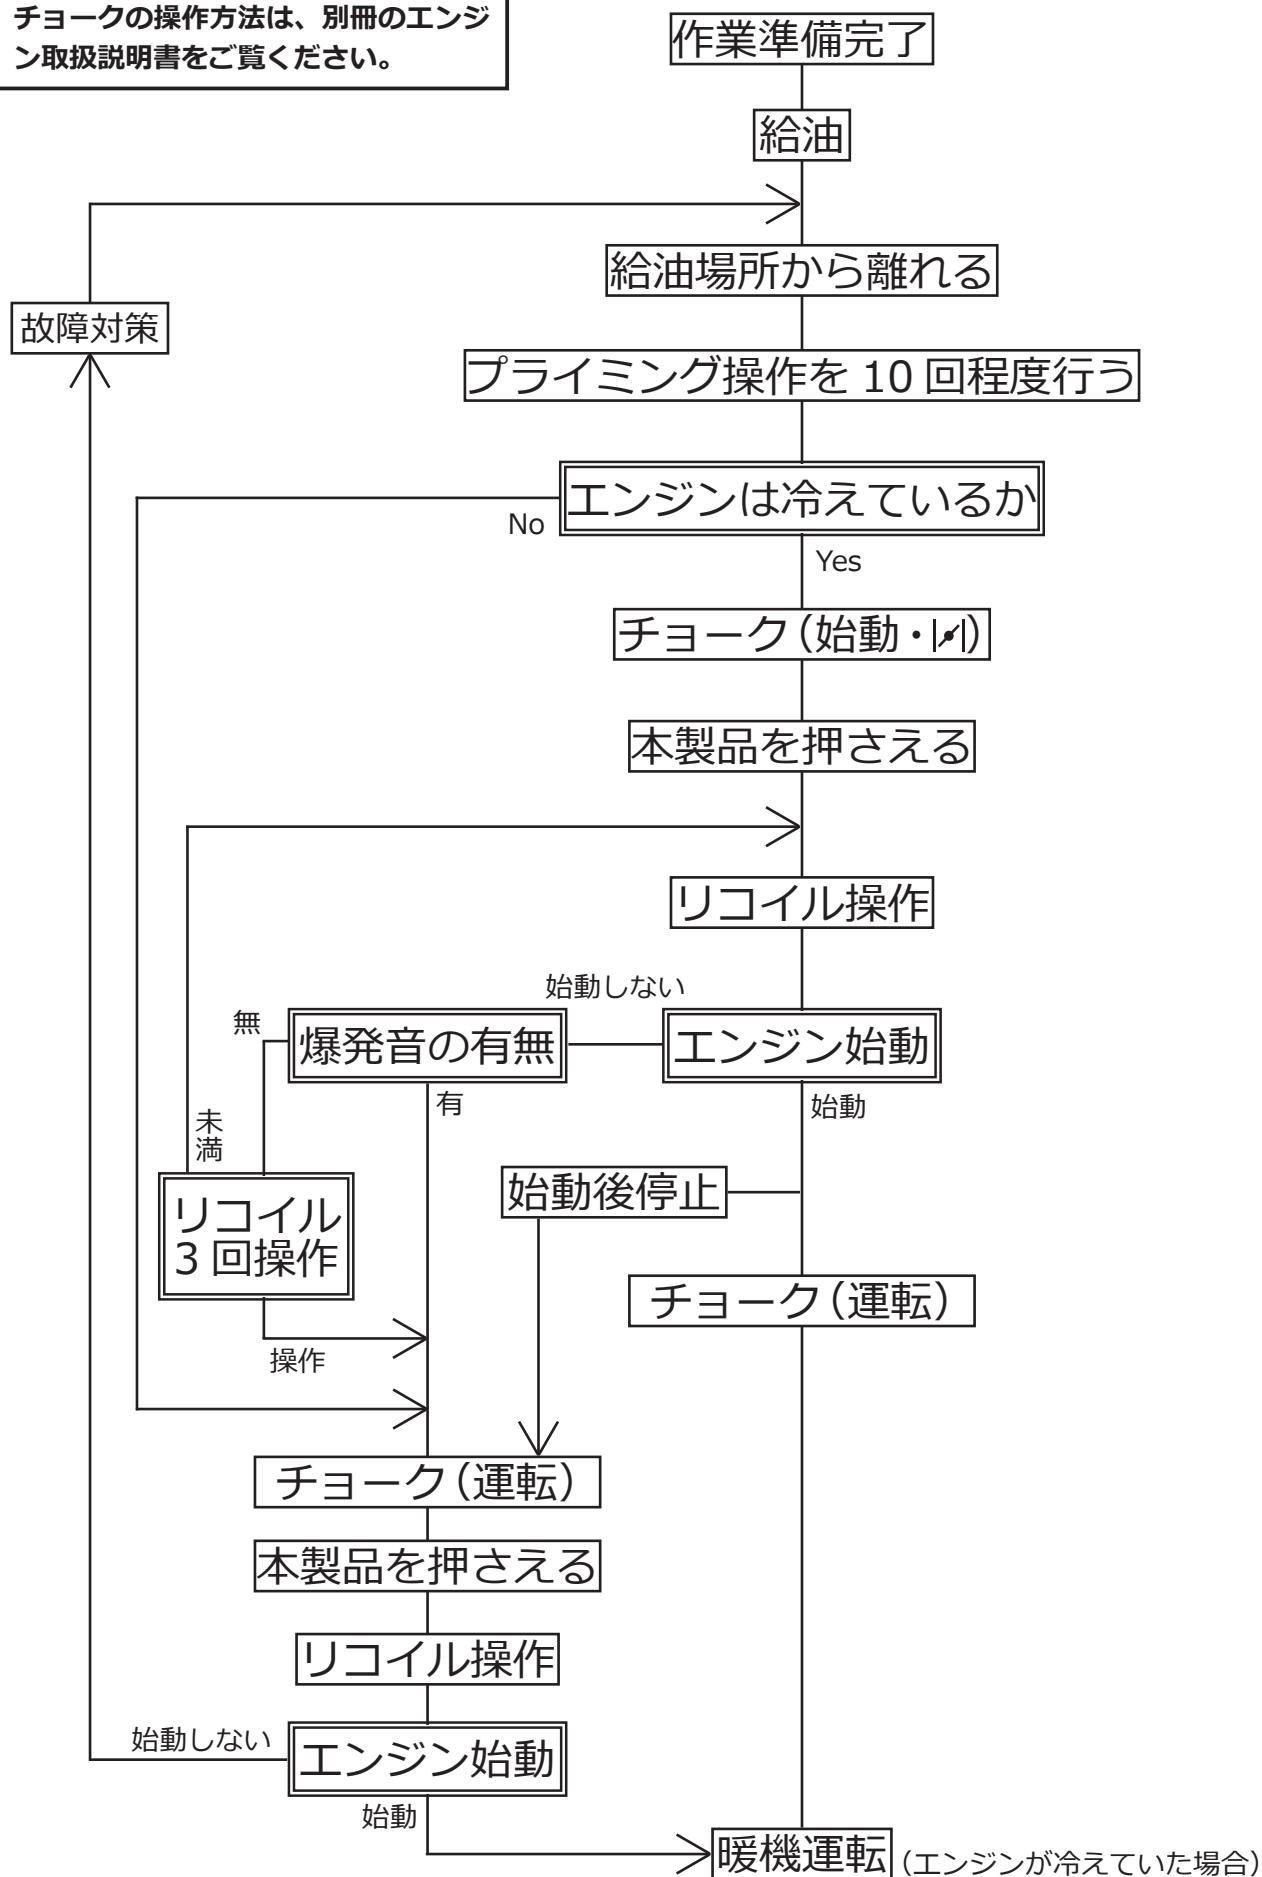 チョークの操作方法は、別冊のエンジ
ン取扱説明書をご覧ください。
作業準備完了
給油
給油場所から離れる
故障対策
プライミング操作を 10 回程度行う
エンジンは冷えているか
No
Yes
チョーク（始動・）
本製品を押さえる
リコイル操作
始動しない
無
爆発音の有無
エンジン始動
有
始動
未
満
始動後停止
リコイル
3 回操作
チョーク（運転）
操作
チョーク（運転）
本製品を押さえる
リコイル操作
始動しない
エンジン始動
始動
暖機運転（エンジンが冷えていた場合）